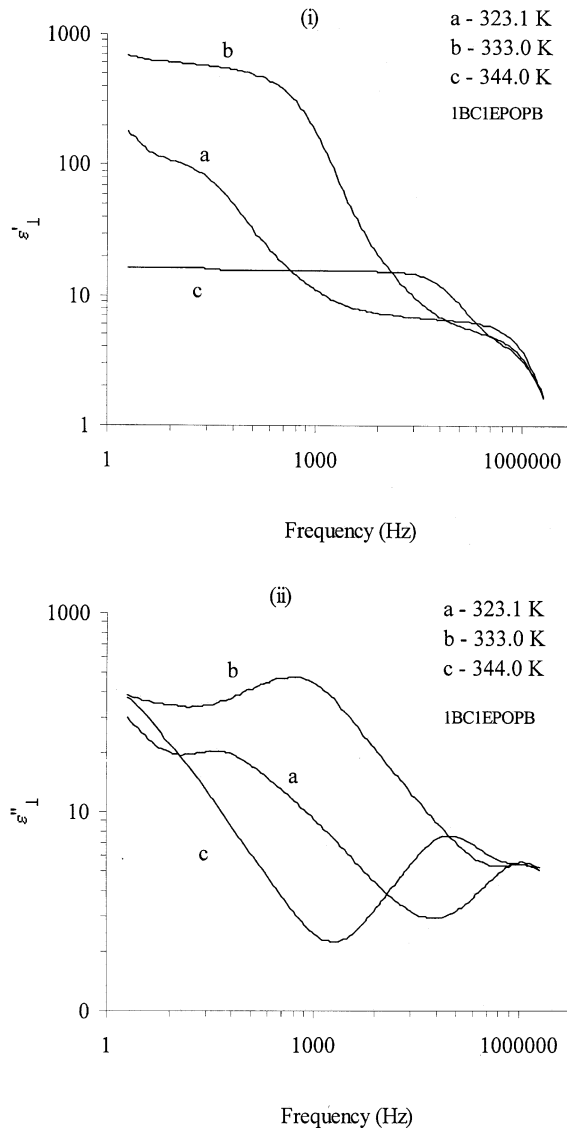 (i)
a - 323.1 K
b - 333.0 K
c - 344.0 K
1BC1EPOPB
1000
100
10
1
ε'⊥
b
a
c
1
1000
1000000
Frequency (Hz)
(ii)
a - 323.1 K
b - 333.0 K
c - 344.0 K
1BC1EPOPB
1000
10
0
ε"⊥
b
a
c
1
1000
1000000
Frequency (Hz)